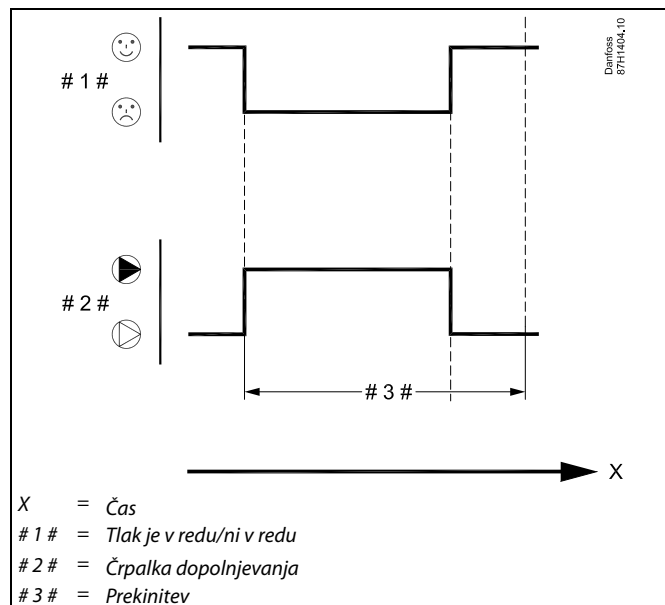 Danfoss
87H1404.10
# 1 #
# 2 #
# 3 #
X
X = Čas
# 1 # = Tlak je v redu/ni v redu
# 2 # = Črpalka dopolnjevanja
# 3 # = Prekinitev